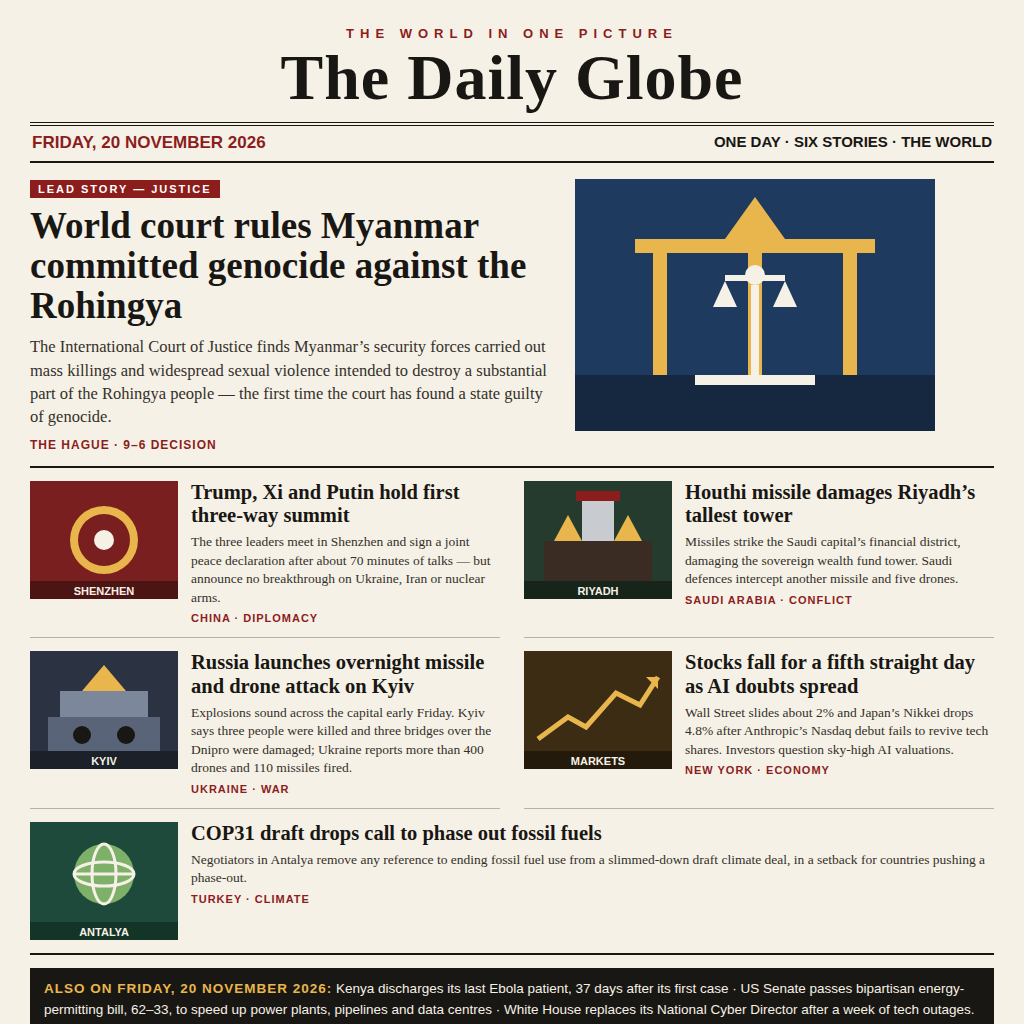 THE WORLD IN ONE PICTURE
The Daily Globe
FRIDAY, 20 NOVEMBER 2026
ONE DAY · SIX STORIES · THE WORLD
LEAD STORY — JUSTICE
World court rules Myanmar
committed genocide against the
Rohingya
The International Court of Justice finds Myanmar’s security forces carried out
mass killings and widespread sexual violence intended to destroy a substantial
part of the Rohingya people — the first time the court has found a state guilty
of genocide.
THE HAGUE · 9–6 DECISION
SHENZHEN
Trump, Xi and Putin hold first
three-way summit
The three leaders meet in Shenzhen and sign a joint
peace declaration after about 70 minutes of talks — but
announce no breakthrough on Ukraine, Iran or nuclear
arms.
CHINA · DIPLOMACY
RIYADH
Houthi missile damages Riyadh’s
tallest tower
Missiles strike the Saudi capital’s financial district,
damaging the sovereign wealth fund tower. Saudi
defences intercept another missile and five drones.
SAUDI ARABIA · CONFLICT
KYIV
Russia launches overnight missile
and drone attack on Kyiv
Explosions sound across the capital early Friday. Kyiv
says three people were killed and three bridges over the
Dnipro were damaged; Ukraine reports more than 400
drones and 110 missiles fired.
UKRAINE · WAR
MARKETS
Stocks fall for a fifth straight day
as AI doubts spread
Wall Street slides about 2% and Japan’s Nikkei drops
4.8% after Anthropic’s Nasdaq debut fails to revive tech
shares. Investors question sky-high AI valuations.
NEW YORK · ECONOMY
ANTALYA
COP31 draft drops call to phase out fossil fuels
Negotiators in Antalya remove any reference to ending fossil fuel use from a slimmed-down draft climate deal, in a setback for countries pushing a
phase-out.
TURKEY · CLIMATE
ALSO ON FRIDAY, 20 NOVEMBER 2026: Kenya discharges its last Ebola patient, 37 days after its first case · US Senate passes bipartisan energy-
permitting bill, 62–33, to speed up power plants, pipelines and data centres · White House replaces its National Cyber Director after a week of tech outages.